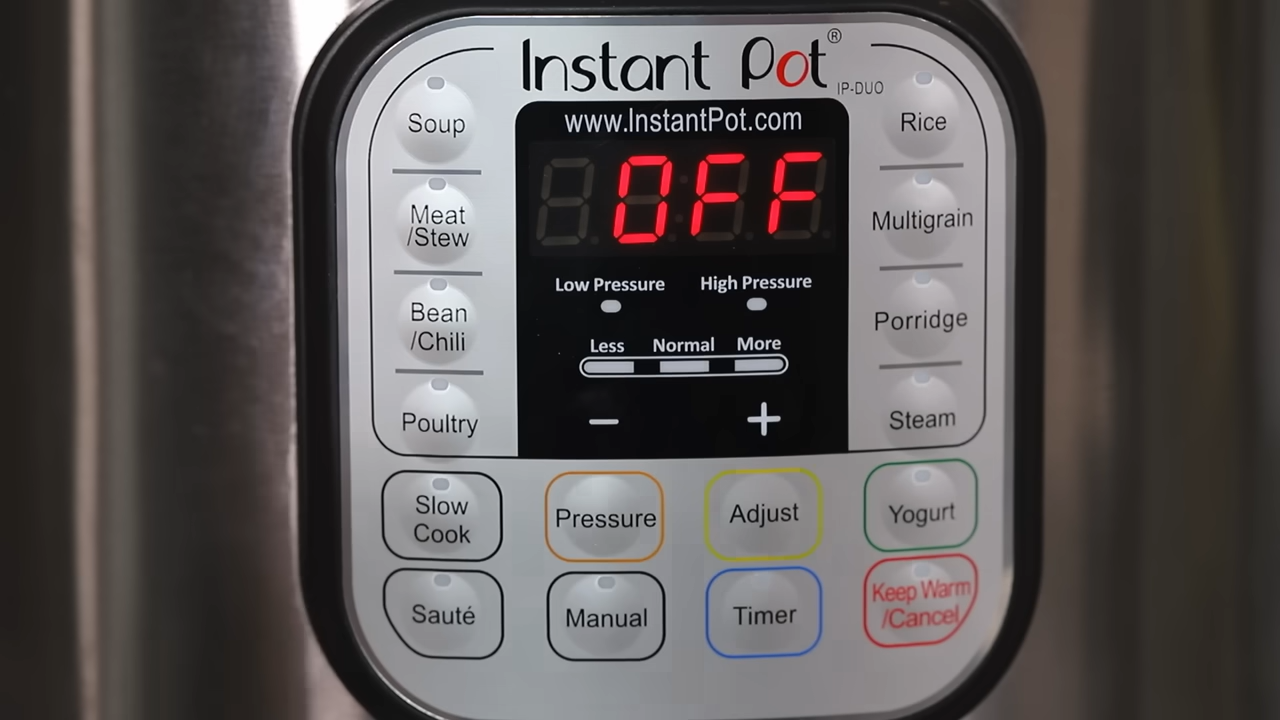 Instant Pot®
IP-DUO
www.InstantPot.com
OFF
Low Pressure High Pressure
Less Normal More
− +
Soup
Meat
/Stew
Bean
/Chili
Poultry
Rice
Multigrain
Porridge
Steam
Slow
Cook
Pressure
Adjust
Yogurt
Sauté
Manual
Timer
Keep Warm
/Cancel